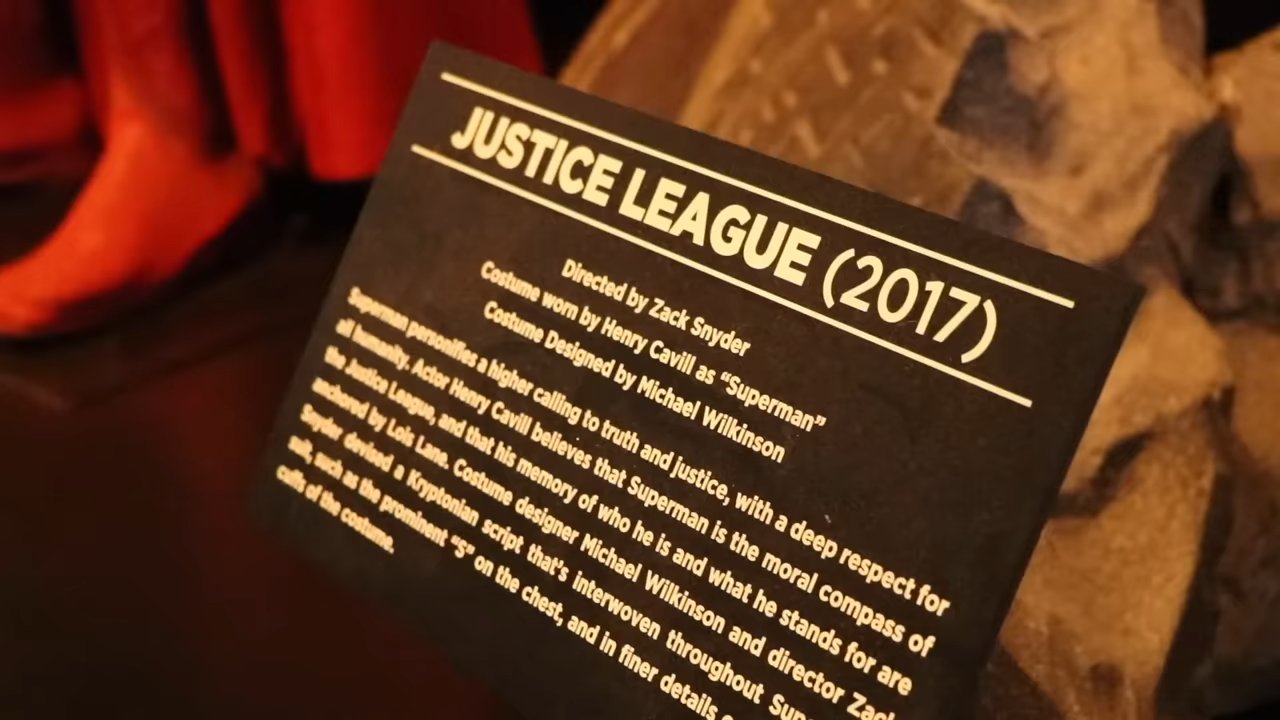 JUSTICE LEAGUE (2017)
Directed by Zack Snyder
Costume worn by Henry Cavill as “Superman”
Costume Designed by Michael Wilkinson
Superman personifies a higher calling to truth and justice, with a deep respect for
all humanity. Actor Henry Cavill believes that Superman is the moral compass of
the Justice League, and that his memory of who he is and what he stands for are
anchored by Lois Lane. Costume designer Michael Wilkinson and director Zack
Snyder devised a Kryptonian script that’s interwoven throughout Sup
suit, such as the prominent “S” on the chest, and in finer details
cuffs of the costume.